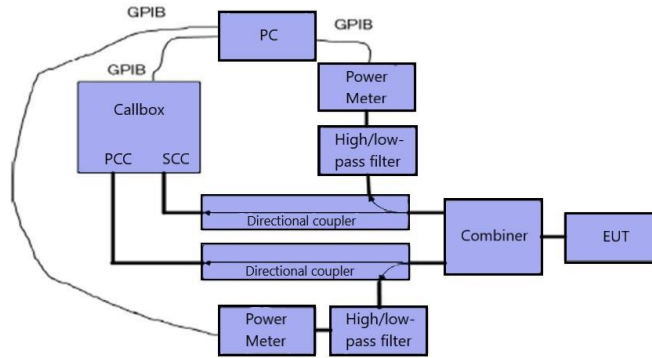 GPIB
PC
GPIB
GPIB
Power
Meter
Callbox
PCC SCC
High/low-
pass filter
Directional coupler
Combiner
EUT
Directional coupler
Power
Meter
High/low-
pass filter